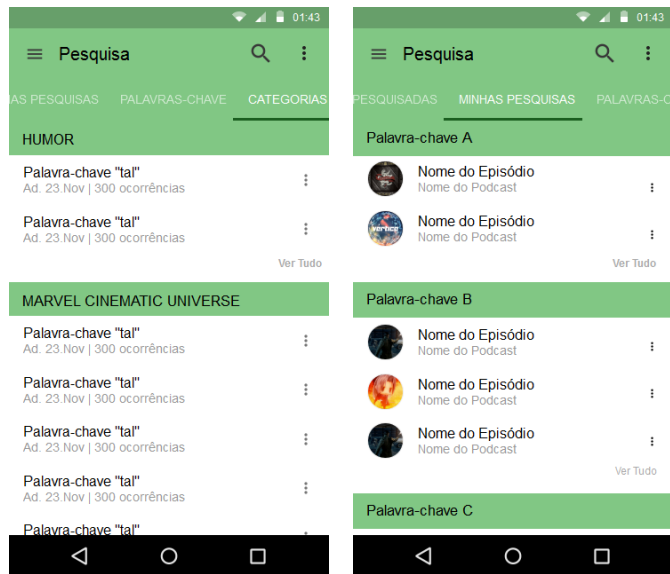 01:43
Pesquisa
AS PESQUISAS PALAVRAS-CHAVE CATEGORIAS
HUMOR
Palavra-chave "tal"
Ad. 23.Nov | 300 ocorrências
Palavra-chave "tal"
Ad. 23.Nov | 300 ocorrências
Ver Tudo
MARVEL CINEMATIC UNIVERSE
Palavra-chave "tal"
Ad. 23.Nov | 300 ocorrências
Palavra-chave "tal"
Ad. 23.Nov | 300 ocorrências
Palavra-chave "tal"
Ad. 23.Nov | 300 ocorrências
Palavra-chave "tal"
Ad. 23.Nov | 300 ocorrências
Palavra-chave "tal"
01:43
Pesquisa
PESQUISADAS MINHAS PESQUISAS PALAVRAS-C
Palavra-chave A
Nome do Episódio
Nome do Podcast
vortice
Nome do Episódio
Nome do Podcast
Ver Tudo
Palavra-chave B
Nome do Episódio
Nome do Podcast
Nome do Episódio
Nome do Podcast
Nome do Episódio
Nome do Podcast
Ver Tudo
Palavra-chave C